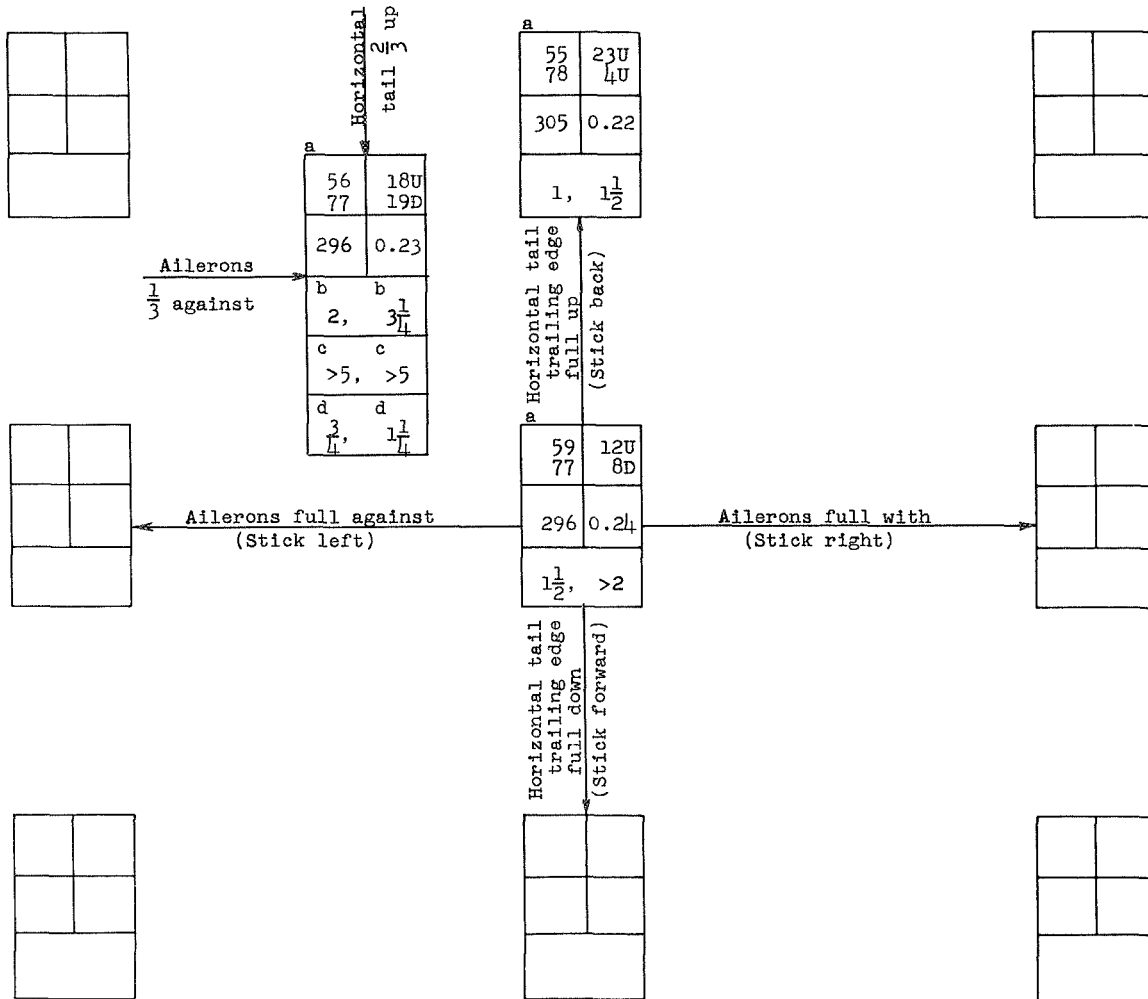 Horizontal
tail 2/3 up
a
55 23U
78 4U
305 0.22
1, 1 1/2
a
56 18U
77 19D
296 0.23
b b
2, 3 1/4
c c
>5, >5
d d
3/4, 1 1/4
Ailerons
1/3 against
Horizontal tail
trailing edge
full up
(Stick back)
a
59 12U
77 8D
296 0.24
1 1/2, >2
Ailerons full against
(Stick left)
Ailerons full with
(Stick right)
Horizontal tail
trailing edge
full down
(Stick forward)